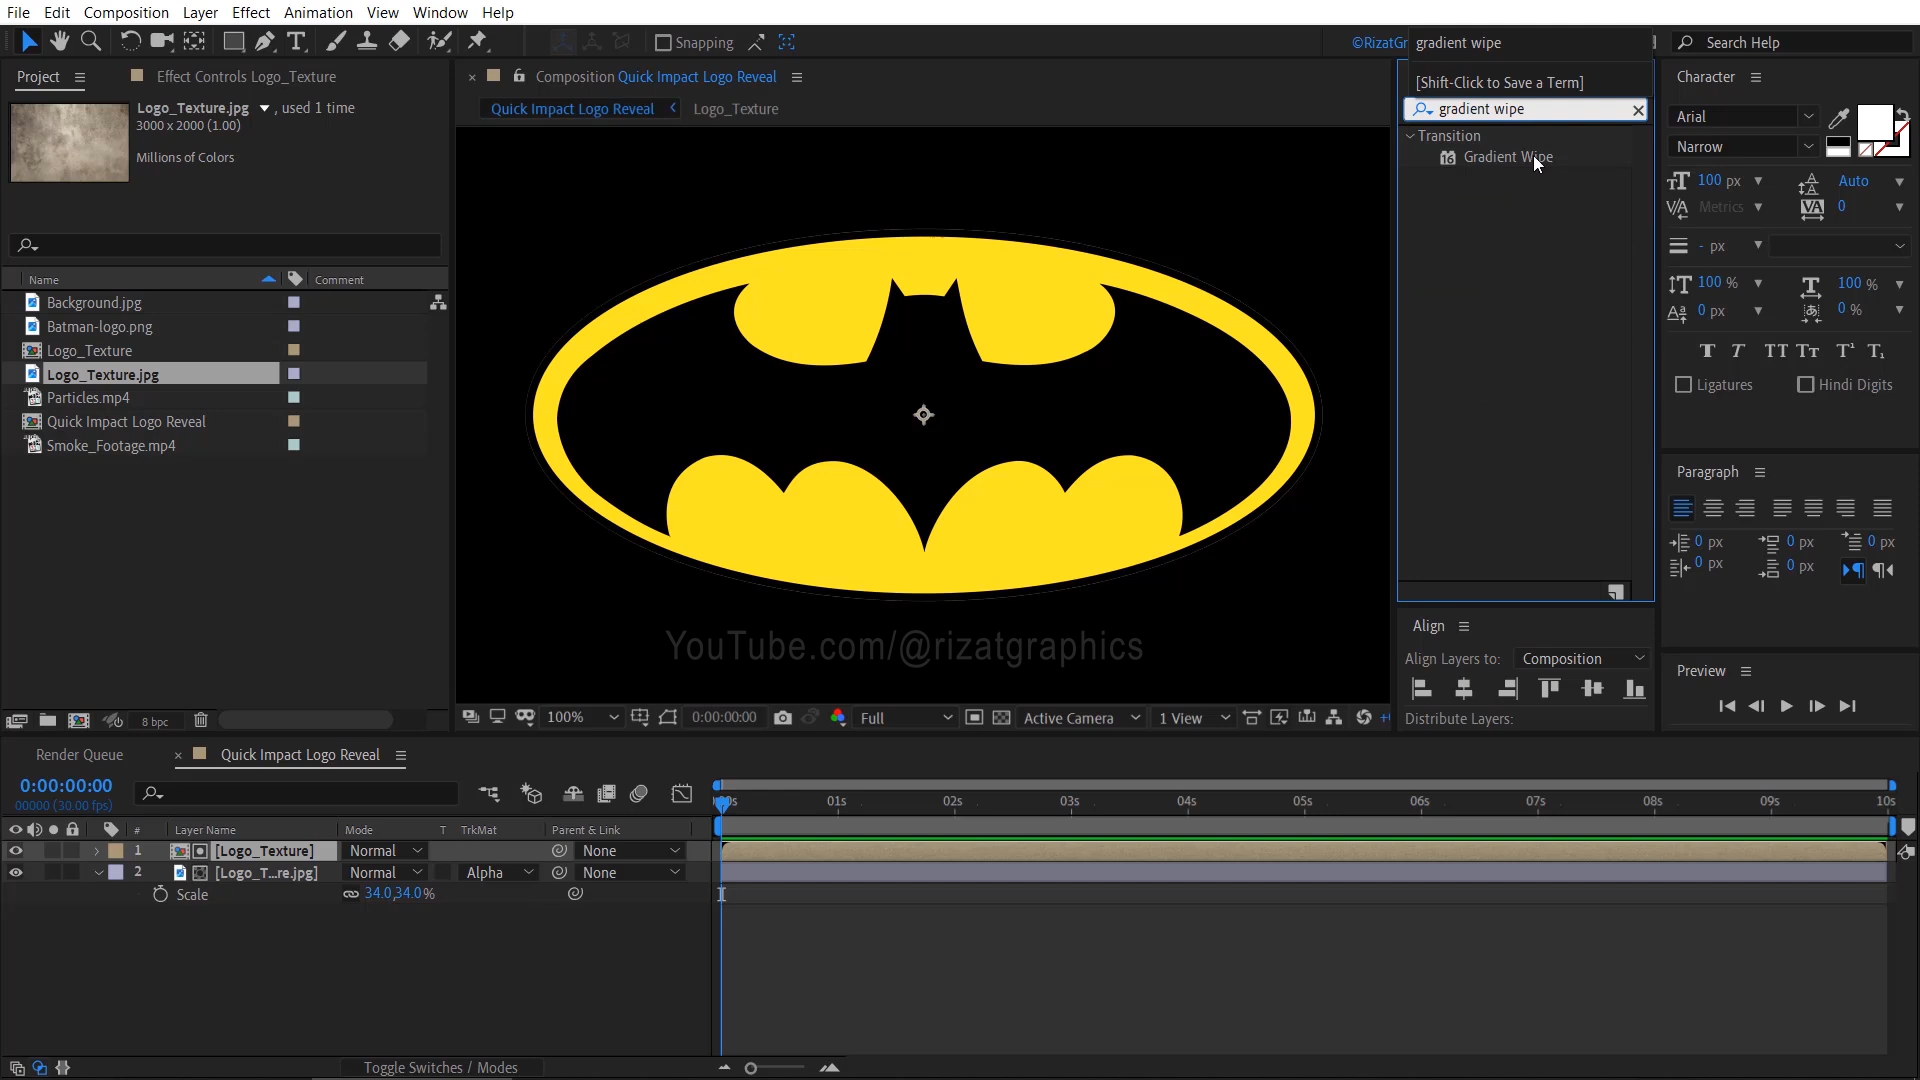 File Edit Composition Layer Effect Animation View Window Help
Snapping
©RizatGr
gradient wipe
Search Help
Project
Effect Controls Logo_Texture
Composition Quick Impact Logo Reveal
[Shift-Click to Save a Term]
Character
Logo_Texture.jpg , used 1 time
3000 x 2000 (1.00)
Millions of Colors
Quick Impact Logo Reveal
Logo_Texture
gradient wipe
Transition
16 Gradient Wipe
Arial
Narrow
100 px
Auto
Metrics
0
- px
100 %
100 %
0 px
0 %
Ligatures
Hindi Digits
Name
Comment
Background.jpg
Batman-logo.png
Logo_Texture
Logo_Texture.jpg
Particles.mp4
Quick Impact Logo Reveal
Smoke_Footage.mp4
Paragraph
0 px 0 px 0 px
0 px 0 px
YouTube.com/@rizatgraphics
Align
Align Layers to: Composition
Distribute Layers:
Preview
8 bpc
100%
0:00:00:00
Full
Active Camera
1 View
Render Queue
Quick Impact Logo Reveal
0:00:00:00
00000 (30.00 fps)
01s 02s 03s 04s 05s 06s 07s 08s 09s 10s
# Layer Name Mode T TrkMat Parent & Link
1 [Logo_Texture] Normal None
2 [Logo_T...re.jpg] Normal Alpha None
Scale 34.0,34.0%
Toggle Switches / Modes